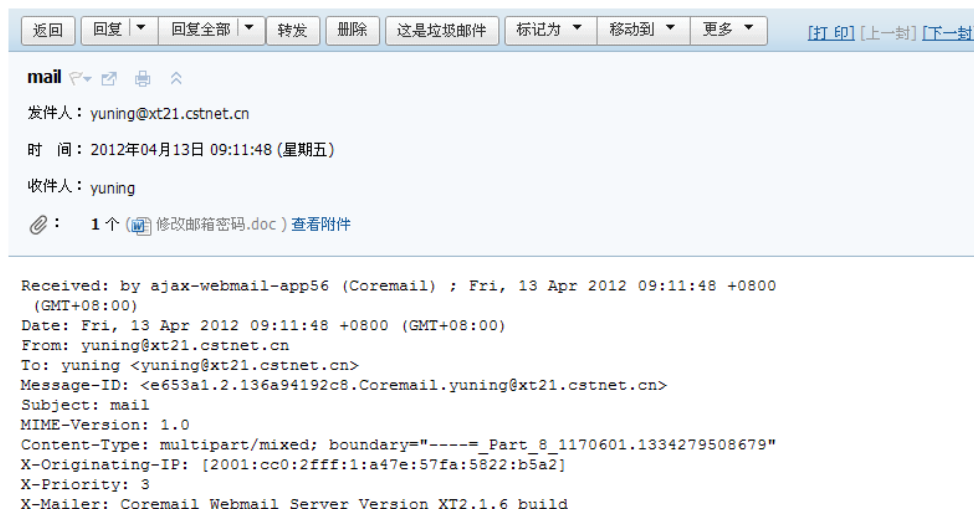 返回 回复 回复全部 转发 删除 这是垃圾邮件 标记为 移动到 更多 [打 印] [上一封] [下一封]
mail
发件人：yuning@xt21.cstnet.cn
时 间：2012年04月13日 09:11:48 (星期五)
收件人：yuning
： 1 个 (修改邮箱密码.doc ) 查看附件
Received: by ajax-webmail-app56 (Coremail) ; Fri, 13 Apr 2012 09:11:48 +0800
(GMT+08:00)
Date: Fri, 13 Apr 2012 09:11:48 +0800 (GMT+08:00)
From: yuning@xt21.cstnet.cn
To: yuning <yuning@xt21.cstnet.cn>
Message-ID: <e653a1.2.136a94192c8.Coremail.yuning@xt21.cstnet.cn>
Subject: mail
MIME-Version: 1.0
Content-Type: multipart/mixed; boundary="----=_Part_8_1170601.1334279508679"
X-Originating-IP: [2001:cc0:2fff:1:a47e:57fa:5822:b5a2]
X-Priority: 3
X-Mailer: Coremail Webmail Server Version XT2.1.6 build